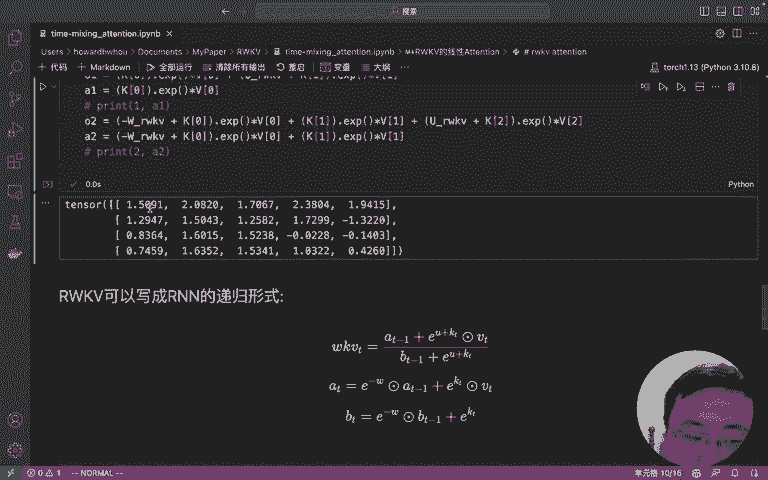 搜索
time-mixing_attention.ipynb
Users > howardhwhou > Documents > MyPaper > RWKV > time-mixing_attention.ipynb > M↓RWKV的线性Attention > # rwkv attention
+ 代码 + Markdown 全部运行 清除所有输出 重启 变量 大纲 ··· torch1.13 (Python 3.10.8)
a1 = (K[0]).exp()*V[0]
# print(1, a1)
o2 = (-W_rwkv + K[0]).exp()*V[0] + (K[1]).exp()*V[1] + (U_rwkv + K[2]).exp()*V[2]
a2 = (-W_rwkv + K[0]).exp()*V[0] + (K[1]).exp()*V[1]
# print(2, a2)
0.0s Python
tensor([[ 1.5091, 2.0820, 1.7067, 2.3804, 1.9415],
[ 1.2947, 1.5043, 1.2582, 1.7299, -1.3220],
[ 0.8364, 1.6015, 1.5238, -0.0228, -0.1403],
[ 0.7459, 1.6352, 1.5341, 1.0322, 0.4260]])
RWKV可以写成RNN的递归形式:
wkv_t = \frac{a_{t-1} + e^{u+k_t} ⊙ v_t}{b_{t-1} + e^{u+k_t}}
a_t = e^{-w} ⊙ a_{t-1} + e^{k_t} ⊙ v_t
b_t = e^{-w} ⊙ b_{t-1} + e^{k_t}
0 1 -- NORMAL -- 单元格 10/16